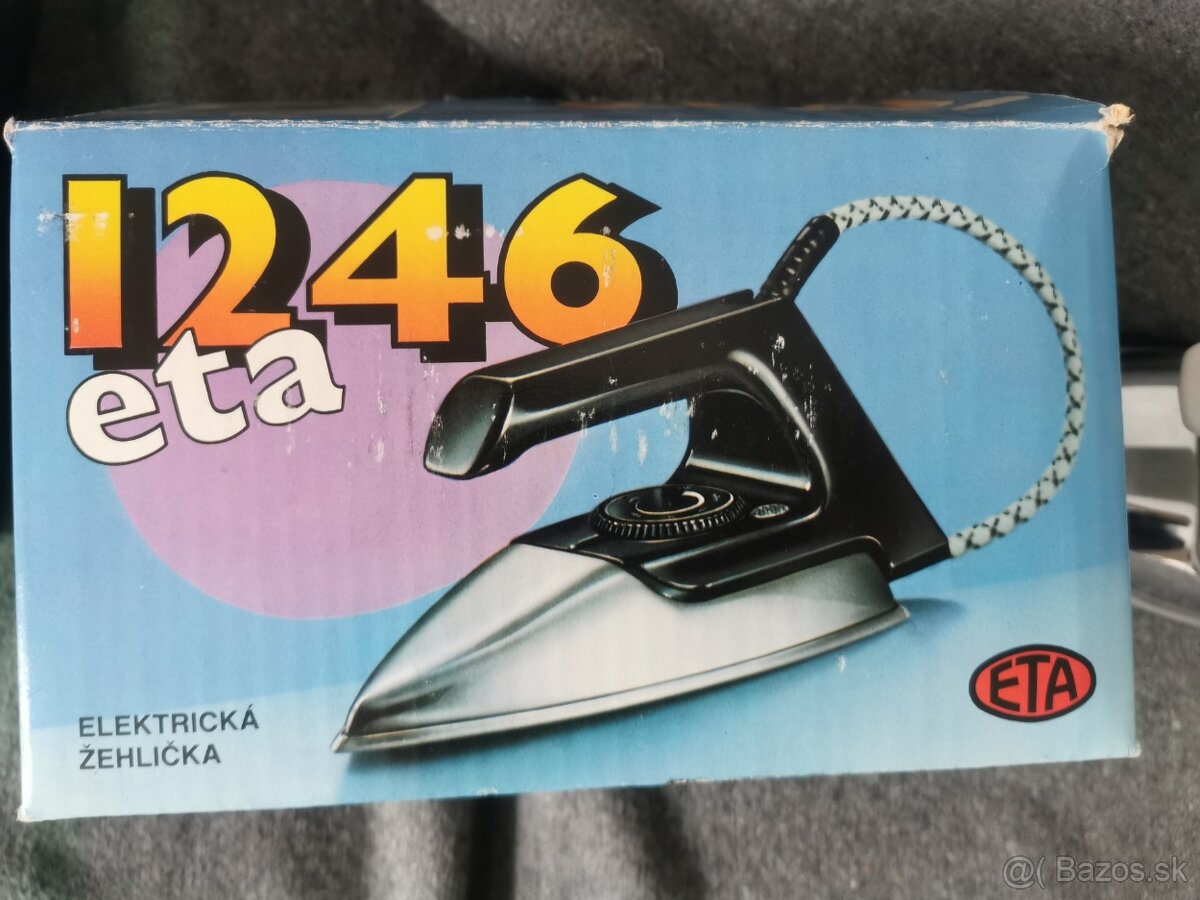 1246
eta
ETA
ELEKTRICKÁ
ŽEHLIČKA
@( Bazos.sk